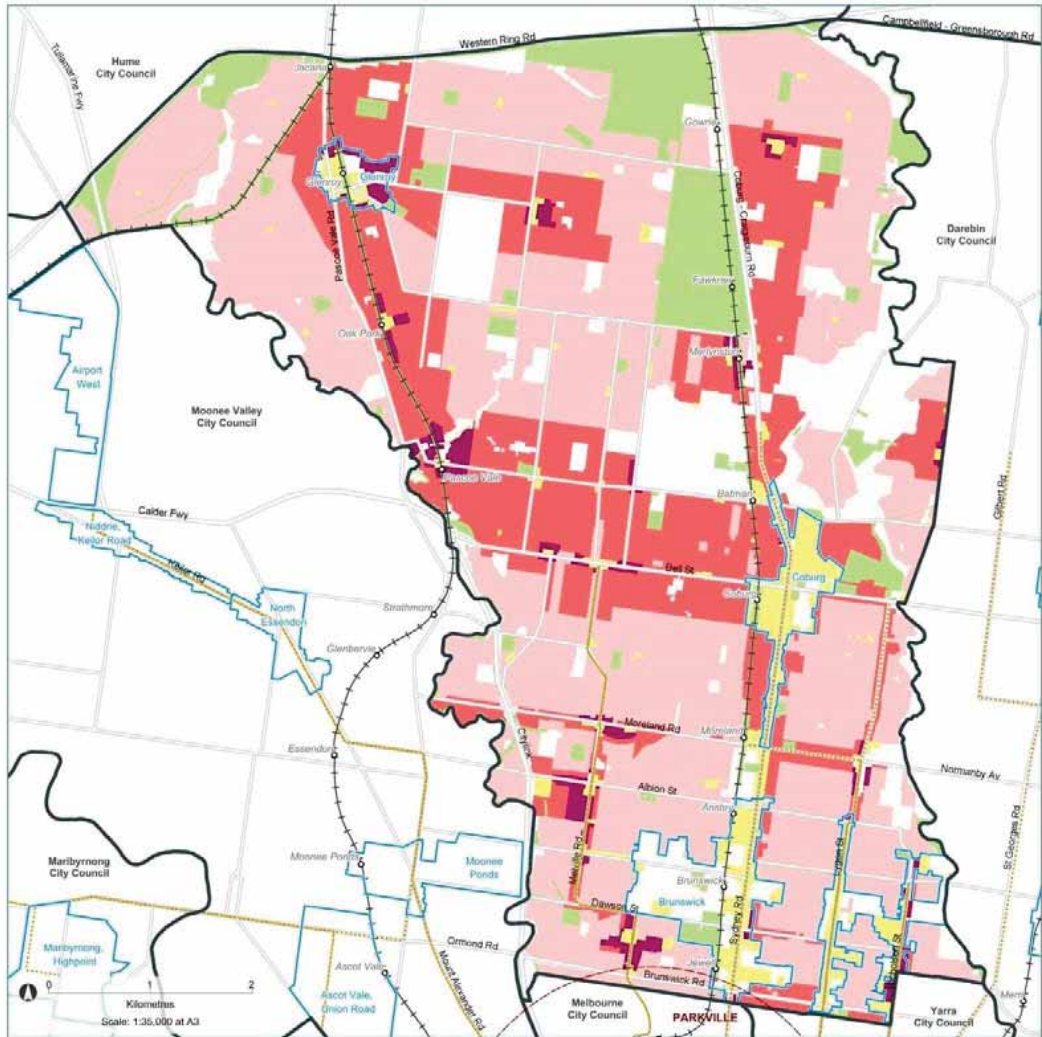 Campbellfield - Greensborough Rd
Western Ring Rd
Hume
City Council
Tullamarine Fwy
Jacana
Gowrie
Glenroy
Glenroy
Pascoe Vale Rd
Coburg - Craigieburn Rd
Darebin
City Council
Fawkner
Oak Park
Merlynston
Airport
West
Moonee Valley
City Council
Pascoe Vale
Batman
Gilbert Rd
Calder Fwy
Niddrie,
Keilor Road
Keilor Rd
Bell St
Coburg
Coburg
North
Essendon
Strathmore
Glenbervie
Moreland Rd
Moreland
Citylink
Essendon
Normanby Av
Albion St
Anstey
St Georges Rd
Melville Rd
Lygon St
Maribyrnong
City Council
Moonee Ponds
Moonee
Ponds
Brunswick
Brunswick
Sydney Rd
Dawson St
Nicholson St
Maribyrnong,
Highpoint
Ormond Rd
Ascot Vale
Mount Alexander Rd
Jewell
Brunswick Rd
Merri
0 1 2
Kilometres
Scale: 1:35,000 at A3
Ascot Vale,
Union Road
Melbourne
City Council
PARKVILLE
Yarra
City Council